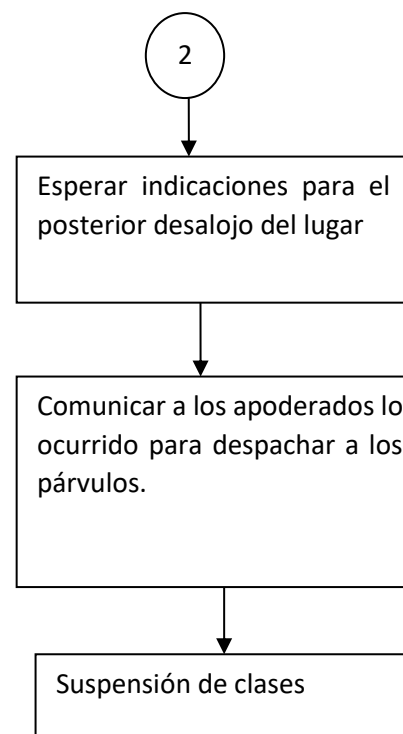 2
Esperar indicaciones para el
posterior desalojo del lugar
Comunicar a los apoderados lo
ocurrido para despachar a los
párvulos.
Suspensión de clases